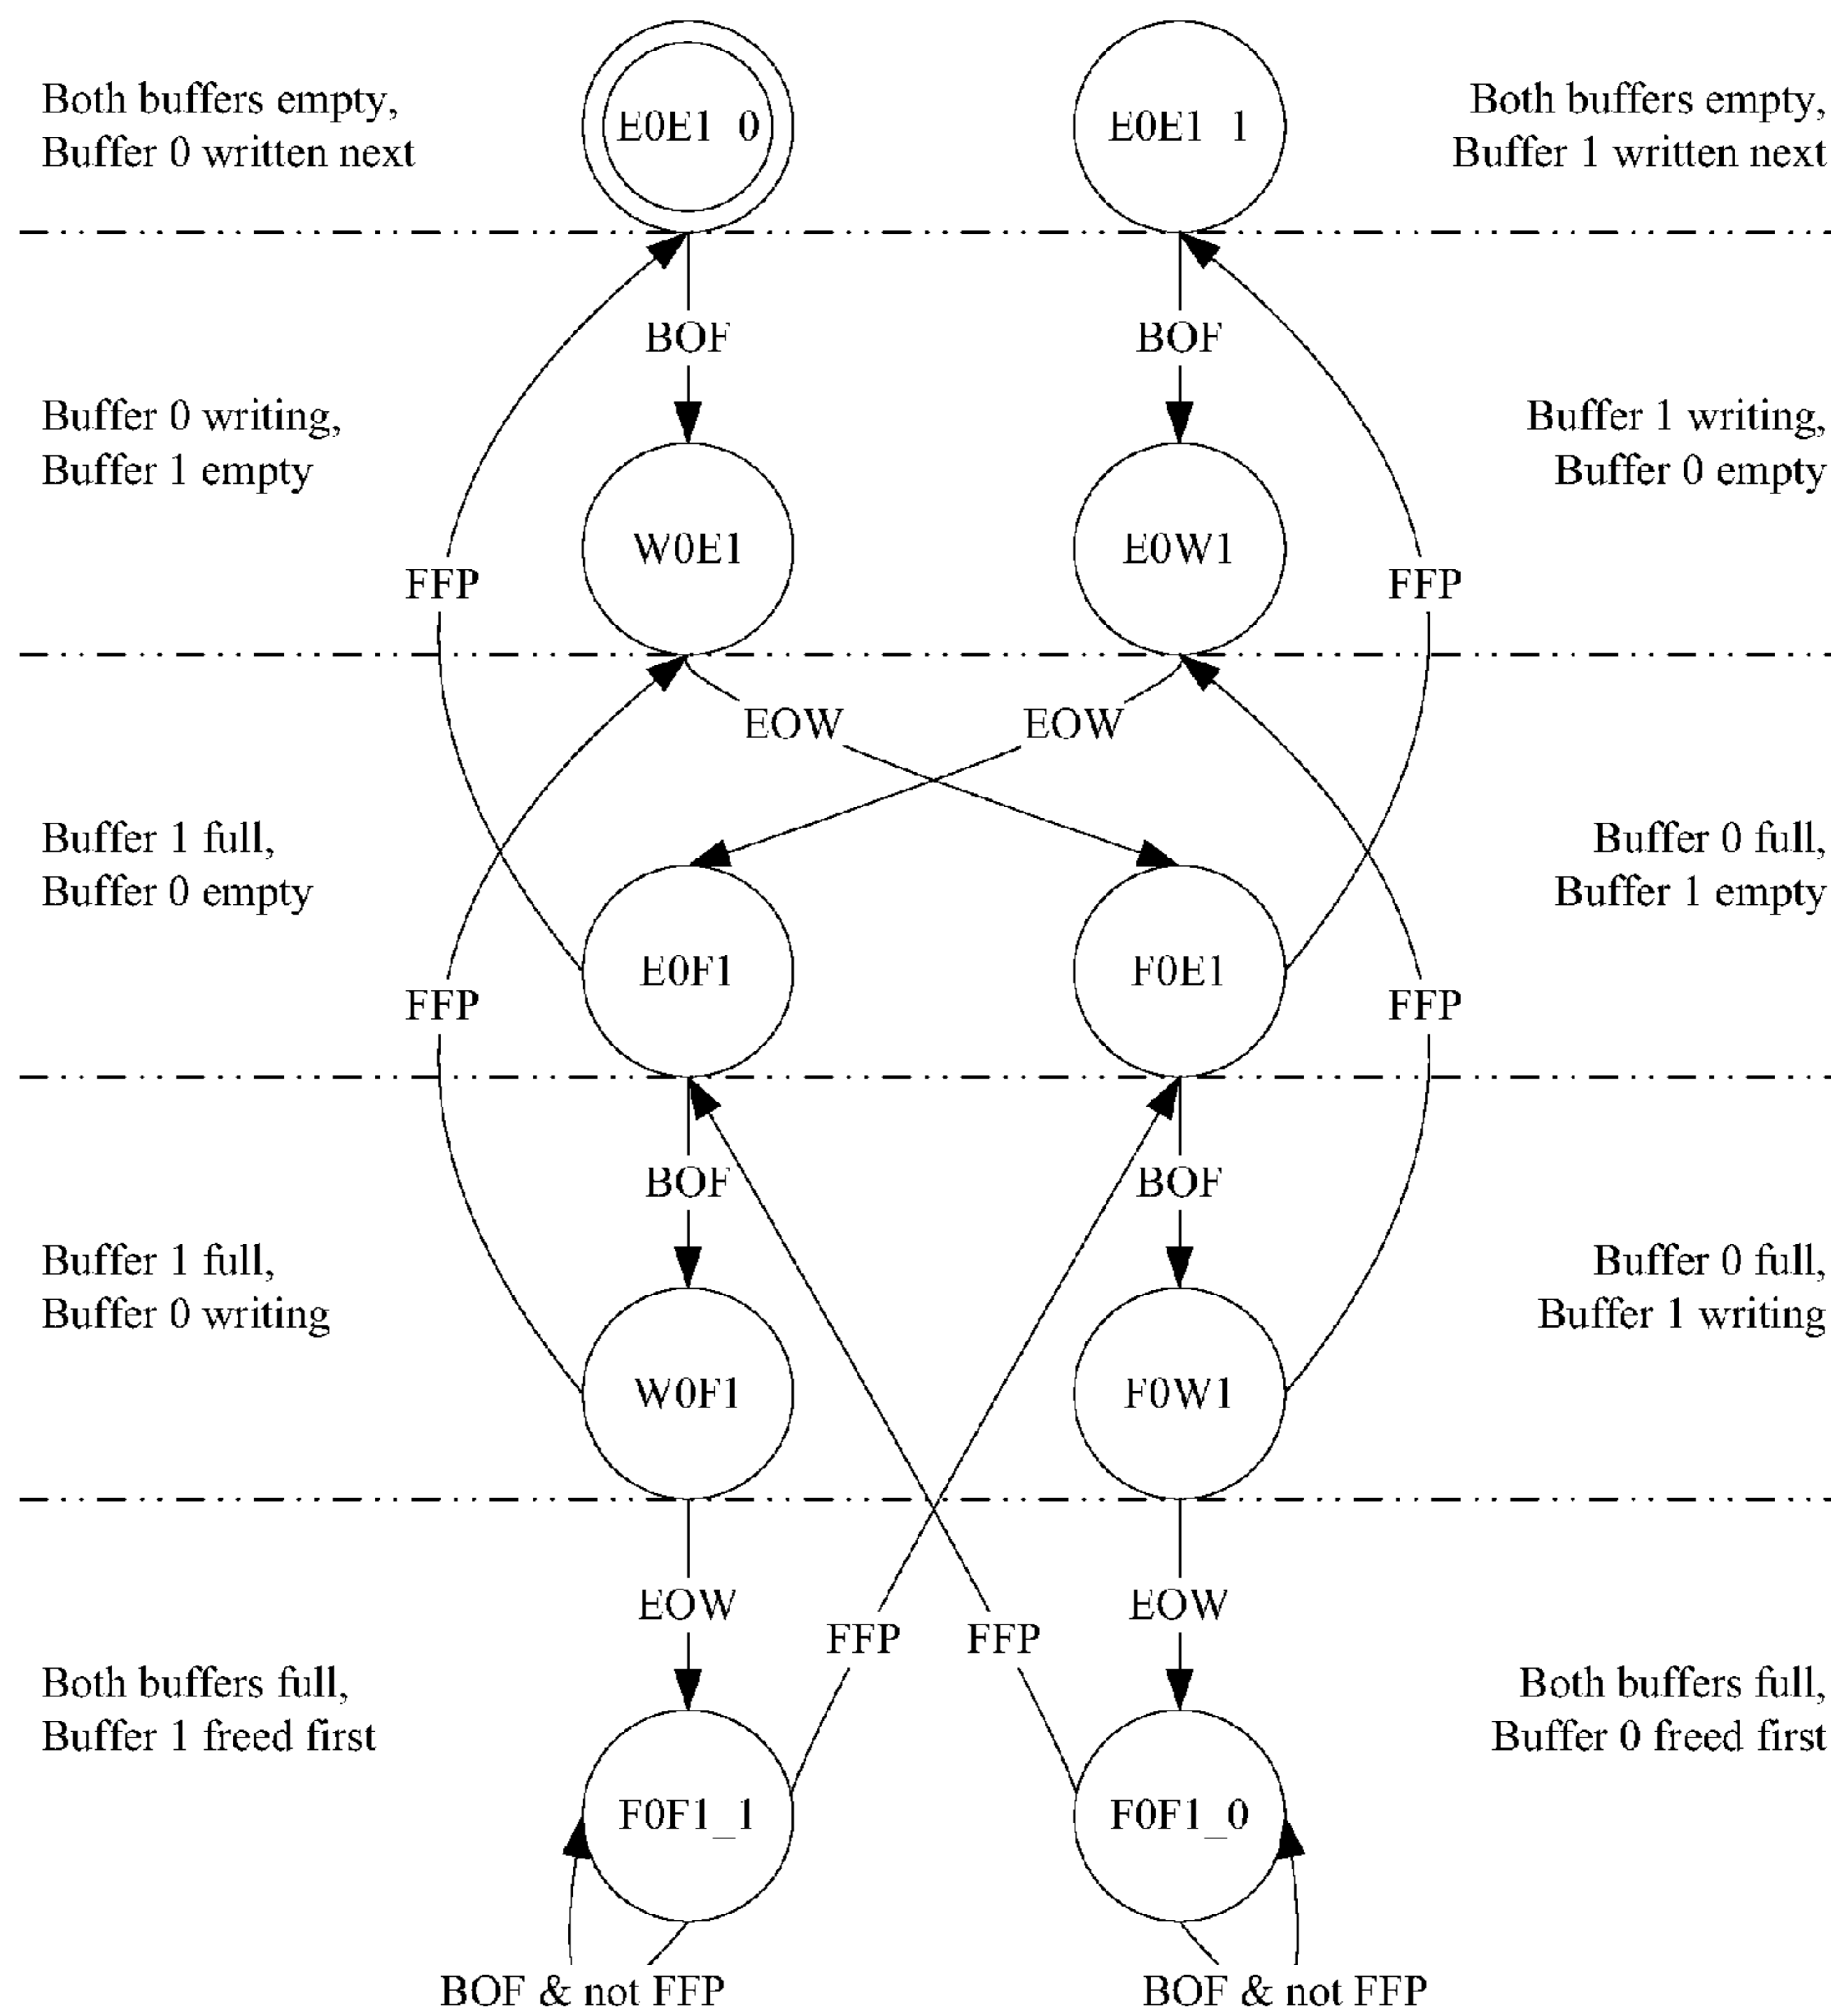 Both buffers empty,
Buffer 0 written next
E0E1_0
E0E1_1
Both buffers empty,
Buffer 1 written next
BOF
BOF
Buffer 0 writing,
Buffer 1 empty
W0E1
E0W1
Buffer 1 writing,
Buffer 0 empty
FFP
FFP
EOW
EOW
Buffer 1 full,
Buffer 0 empty
E0F1
F0E1
Buffer 0 full,
Buffer 1 empty
FFP
FFP
BOF
BOF
Buffer 1 full,
Buffer 0 writing
W0F1
F0W1
Buffer 0 full,
Buffer 1 writing
EOW
EOW
FFP
FFP
Both buffers full,
Buffer 1 freed first
F0F1_1
F0F1_0
Both buffers full,
Buffer 0 freed first
BOF & not FFP
BOF & not FFP